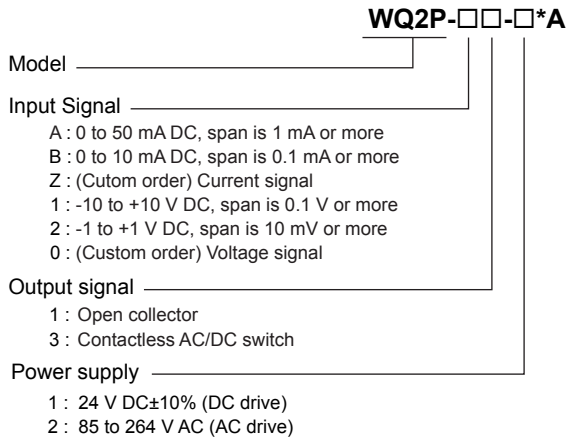 WQ2P-□□-□*A
Model
Input Signal
A : 0 to 50 mA DC, span is 1 mA or more
B : 0 to 10 mA DC, span is 0.1 mA or more
Z : (Cutom order) Current signal
1 : -10 to +10 V DC, span is 0.1 V or more
2 : -1 to +1 V DC, span is 10 mV or more
0 : (Custom order) Voltage signal
Output signal
1 : Open collector
3 : Contactless AC/DC switch
Power supply
1 : 24 V DC±10% (DC drive)
2 : 85 to 264 V AC (AC drive)